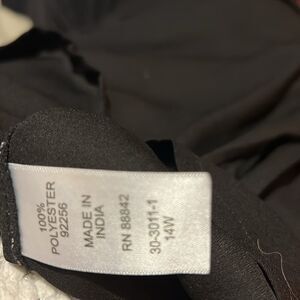 100%
POLYESTER
92256
MADE IN
INDIA
RN 88842
30-3011-1
14W